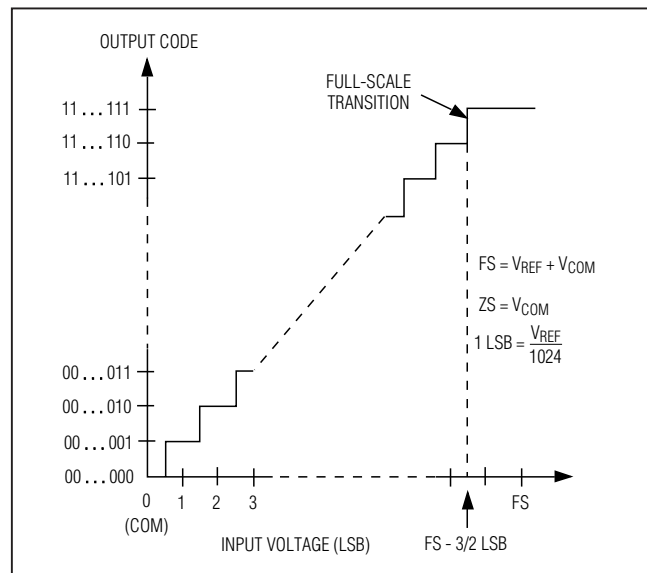 OUTPUT CODE
FULL-SCALE
TRANSITION
11...111
11...110
11...101
FS = VREF + VCOM
ZS = VCOM
1 LSB = VREF
1024
00...011
00...010
00...001
00...000
0 1 2 3 FS
(COM)
INPUT VOLTAGE (LSB) FS - 3/2 LSB